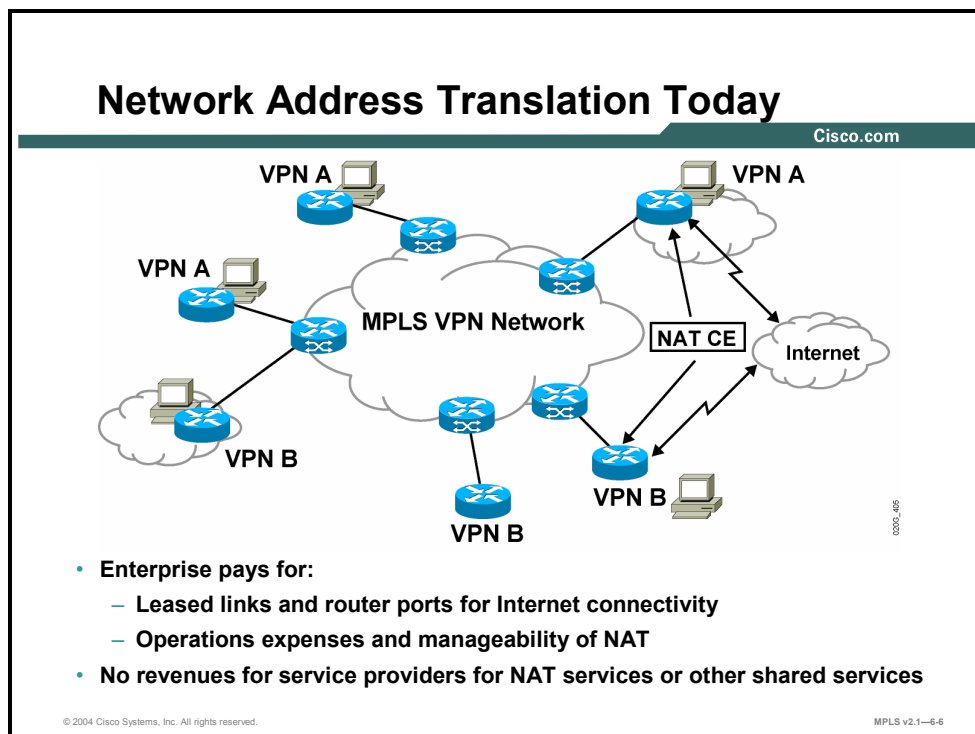 Network Address Translation Today
Cisco.com
VPN A
VPN A
VPN A
MPLS VPN Network
NAT CE
Internet
VPN B
VPN B
VPN B
020G_405
• Enterprise pays for:
– Leased links and router ports for Internet connectivity
– Operations expenses and manageability of NAT
• No revenues for service providers for NAT services or other shared services
© 2004 Cisco Systems, Inc. All rights reserved.
MPLS v2.1—6-6